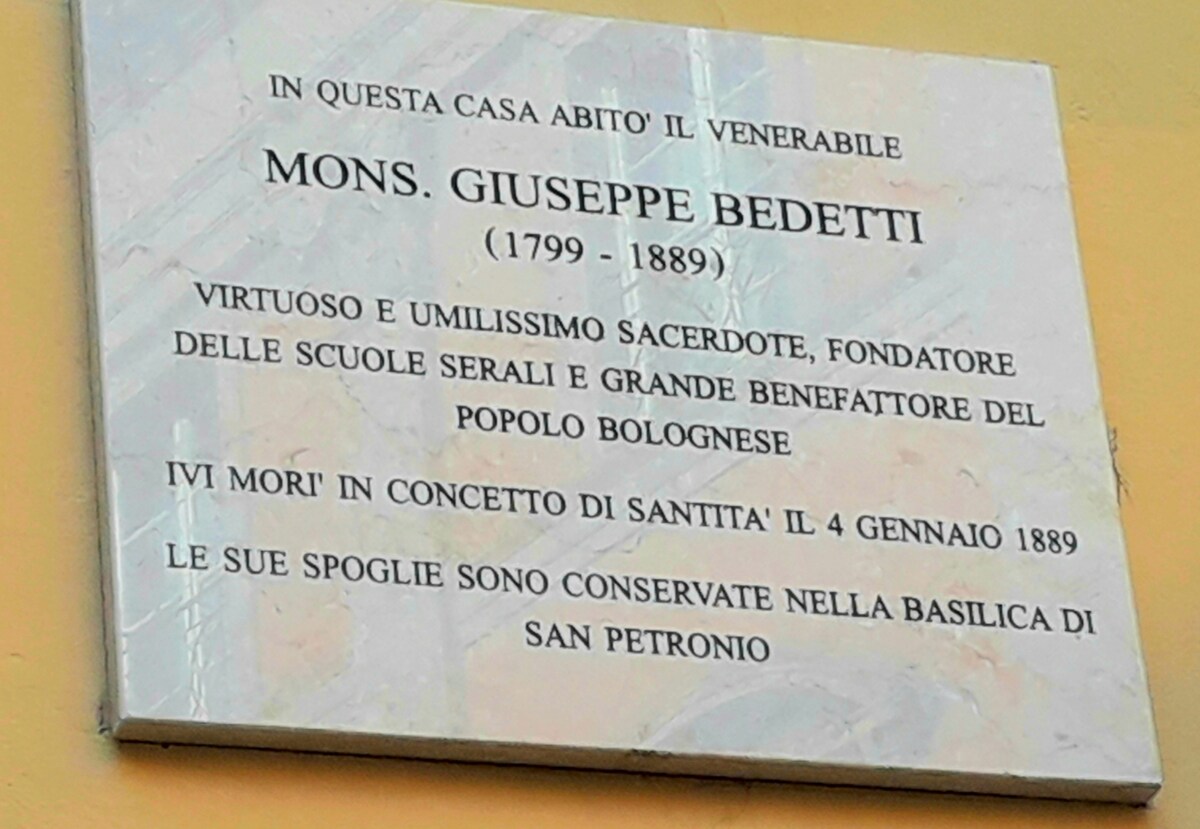 IN QUESTA CASA ABITO' IL VENERABILE
MONS. GIUSEPPE BEDETTI
(1799 - 1889)
VIRTUOSO E UMILISSIMO SACERDOTE, FONDATORE
DELLE SCUOLE SERALI E GRANDE BENEFATTORE DEL
POPOLO BOLOGNESE
IVI MORI' IN CONCETTO DI SANTITA' IL 4 GENNAIO 1889
LE SUE SPOGLIE SONO CONSERVATE NELLA BASILICA DI
SAN PETRONIO